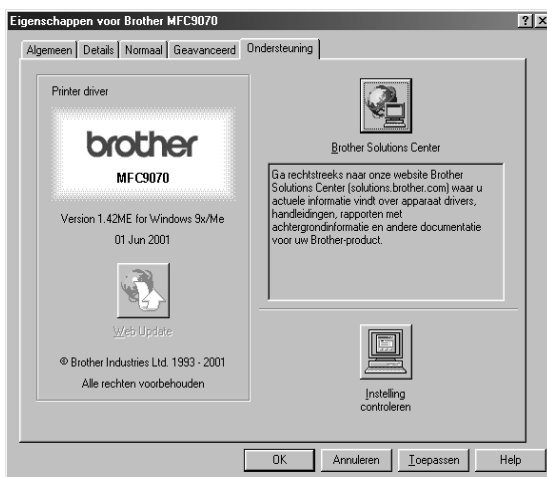 Eigenschappen voor Brother MFC9070
Algemeen Details Normaal Geavanceerd Ondersteuning
Printer driver
brother
MFC9070
Version 1.42ME for Windows 9x/Me
01 Jun 2001
Web Update
© Brother Industries Ltd. 1993 - 2001
Alle rechten voorbehouden
Brother Solutions Center
Ga rechtstreeks naar onze website Brother
Solutions Center (solutions.brother.com) waar u
actuele informatie vindt over apparaat drivers,
handleidingen, rapporten met
achtergrondinformatie en andere documentatie
voor uw Brother-product.
Instelling
controleren
OK Annuleren Toepassen Help